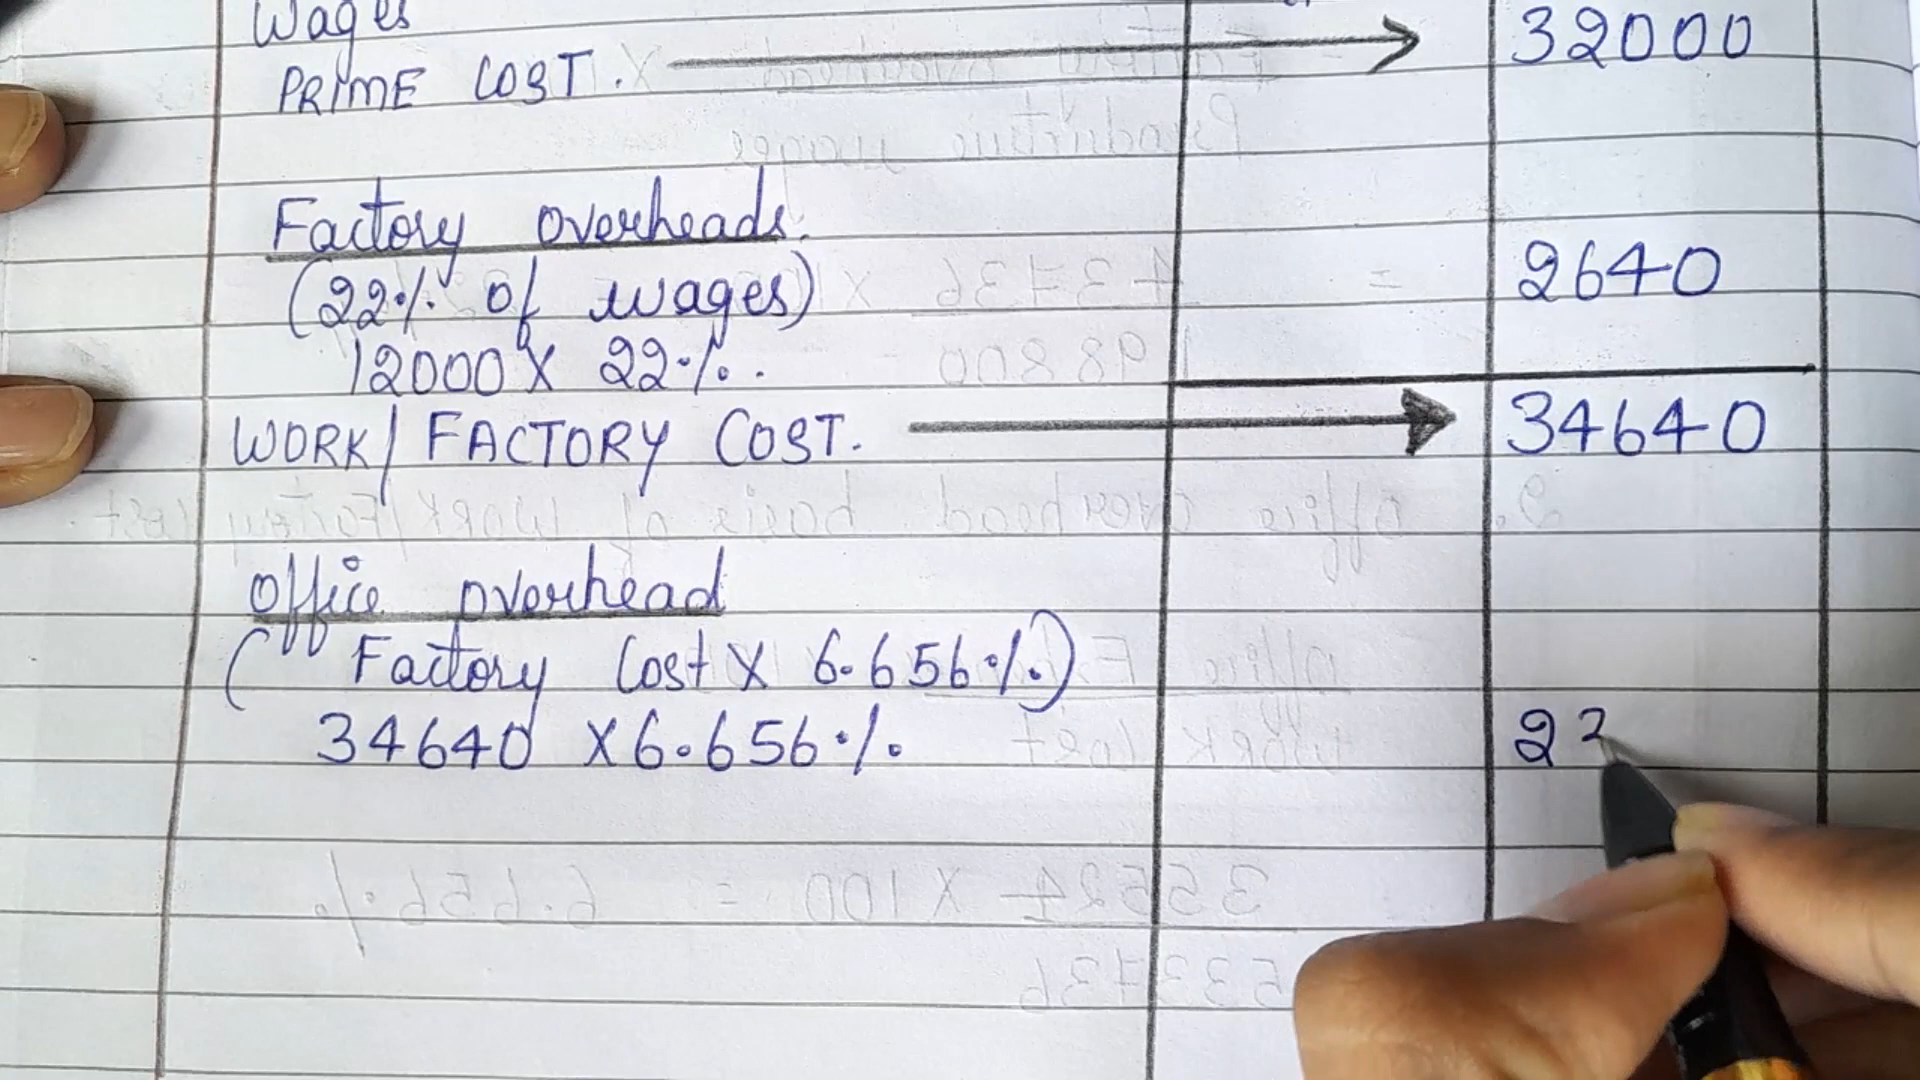 Wages
PRIME COST. 32000
Factory overheads.
(22% of wages) 2640
12000 X 22%.
WORK/ FACTORY COST. 34640
Office overhead
( Factory Cost X 6.656%)
34640 X 6.656%. 2